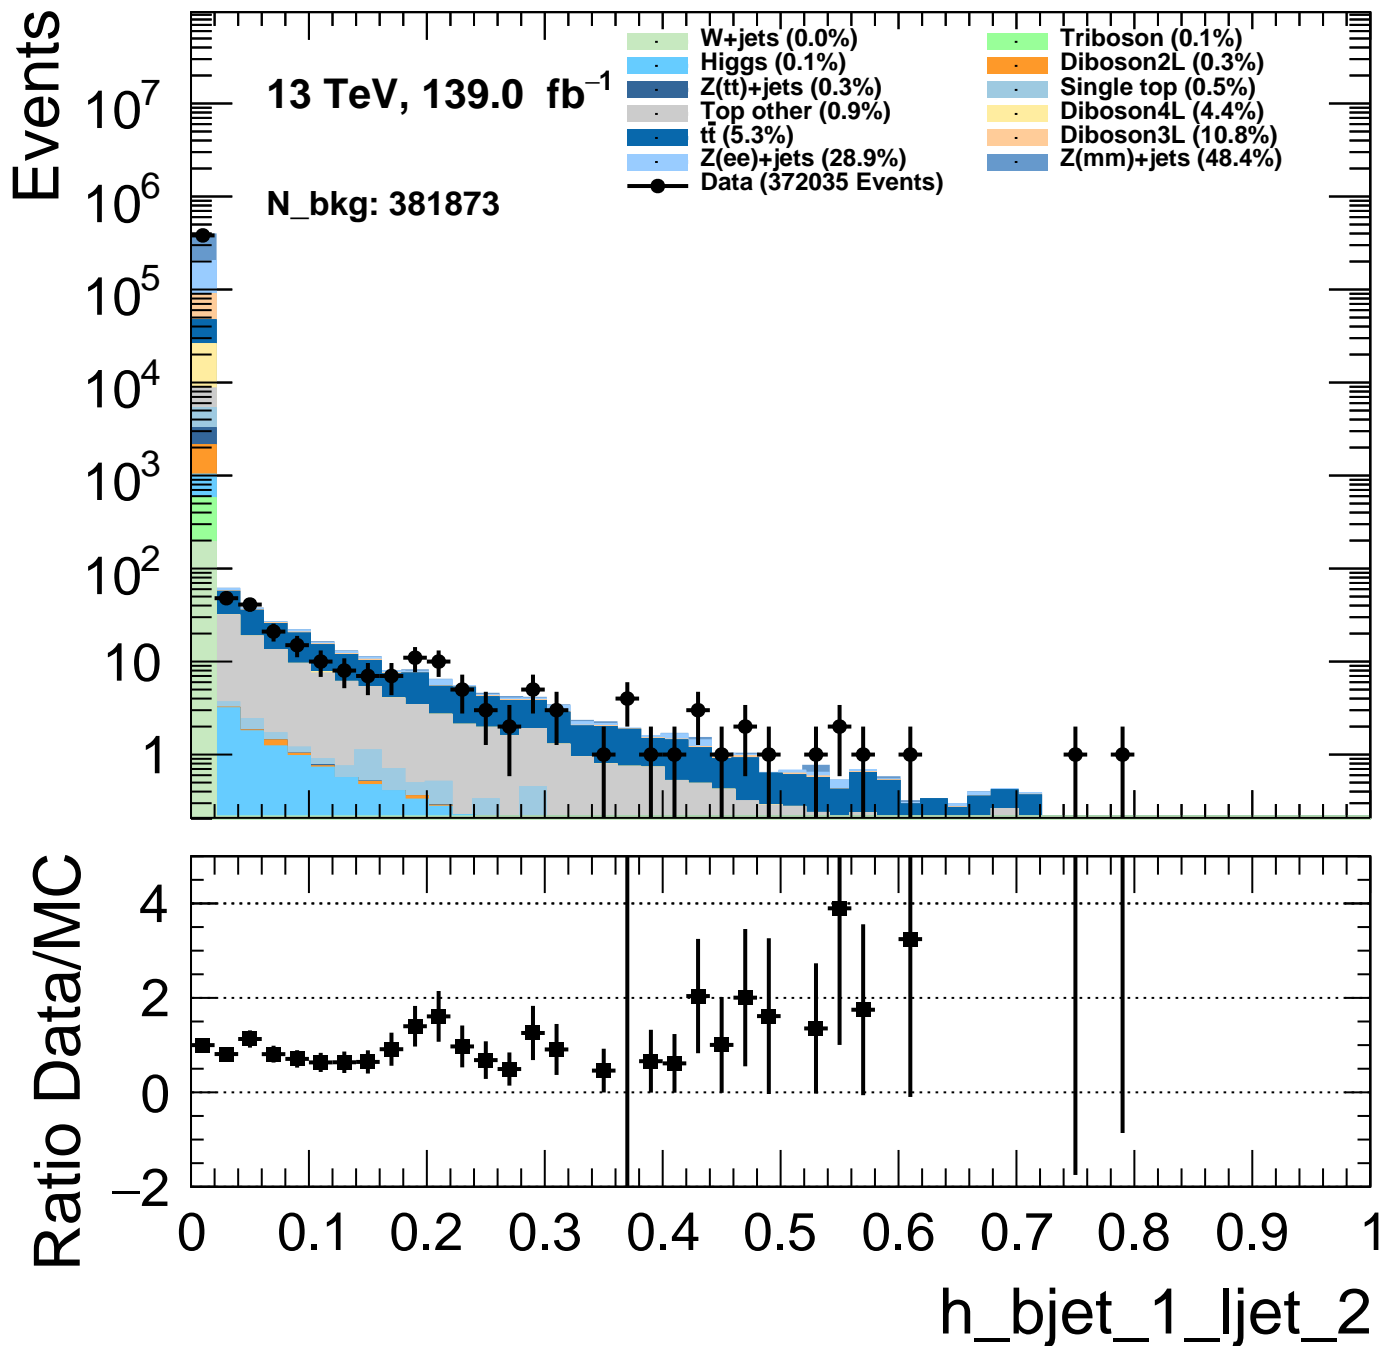 Events
13 TeV, 139.0 fb⁻¹
N_bkg: 381873
W+jets (0.0%)
Higgs (0.1%)
Z(tt)+jets (0.3%)
Top other (0.9%)
tt̄ (5.3%)
Z(ee)+jets (28.9%)
Data (372035 Events)
Triboson (0.1%)
Diboson2L (0.3%)
Single top (0.5%)
Diboson4L (4.4%)
Diboson3L (10.8%)
Z(mm)+jets (48.4%)
10⁷
10⁶
10⁵
10⁴
10³
10²
10
1
Ratio Data/MC
4
2
0
−2
0 0.1 0.2 0.3 0.4 0.5 0.6 0.7 0.8 0.9 1
h_bjet_1_ljet_2